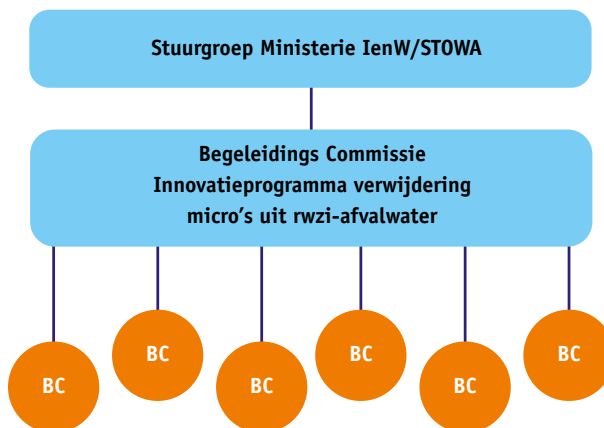 Stuurgroep Ministerie IenW/STOWA
Begeleidings Commissie
Innovatieprogramma verwijdering
micro's uit rwzi-afvalwater
BC
BC
BC
BC
BC
BC